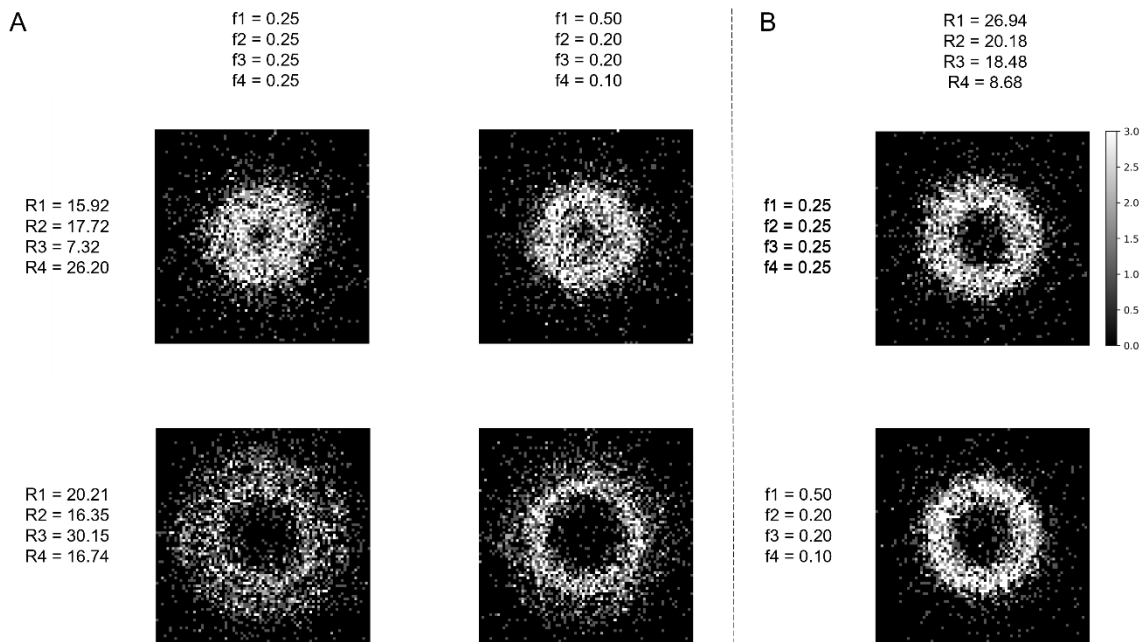 A
f1 = 0.25
f2 = 0.25
f3 = 0.25
f4 = 0.25
f1 = 0.50
f2 = 0.20
f3 = 0.20
f4 = 0.10
B
R1 = 26.94
R2 = 20.18
R3 = 18.48
R4 = 8.68
R1 = 15.92
R2 = 17.72
R3 = 7.32
R4 = 26.20
f1 = 0.25
f2 = 0.25
f3 = 0.25
f4 = 0.25
3.0
2.5
2.0
1.5
1.0
0.5
0.0
R1 = 20.21
R2 = 16.35
R3 = 30.15
R4 = 16.74
f1 = 0.50
f2 = 0.20
f3 = 0.20
f4 = 0.10